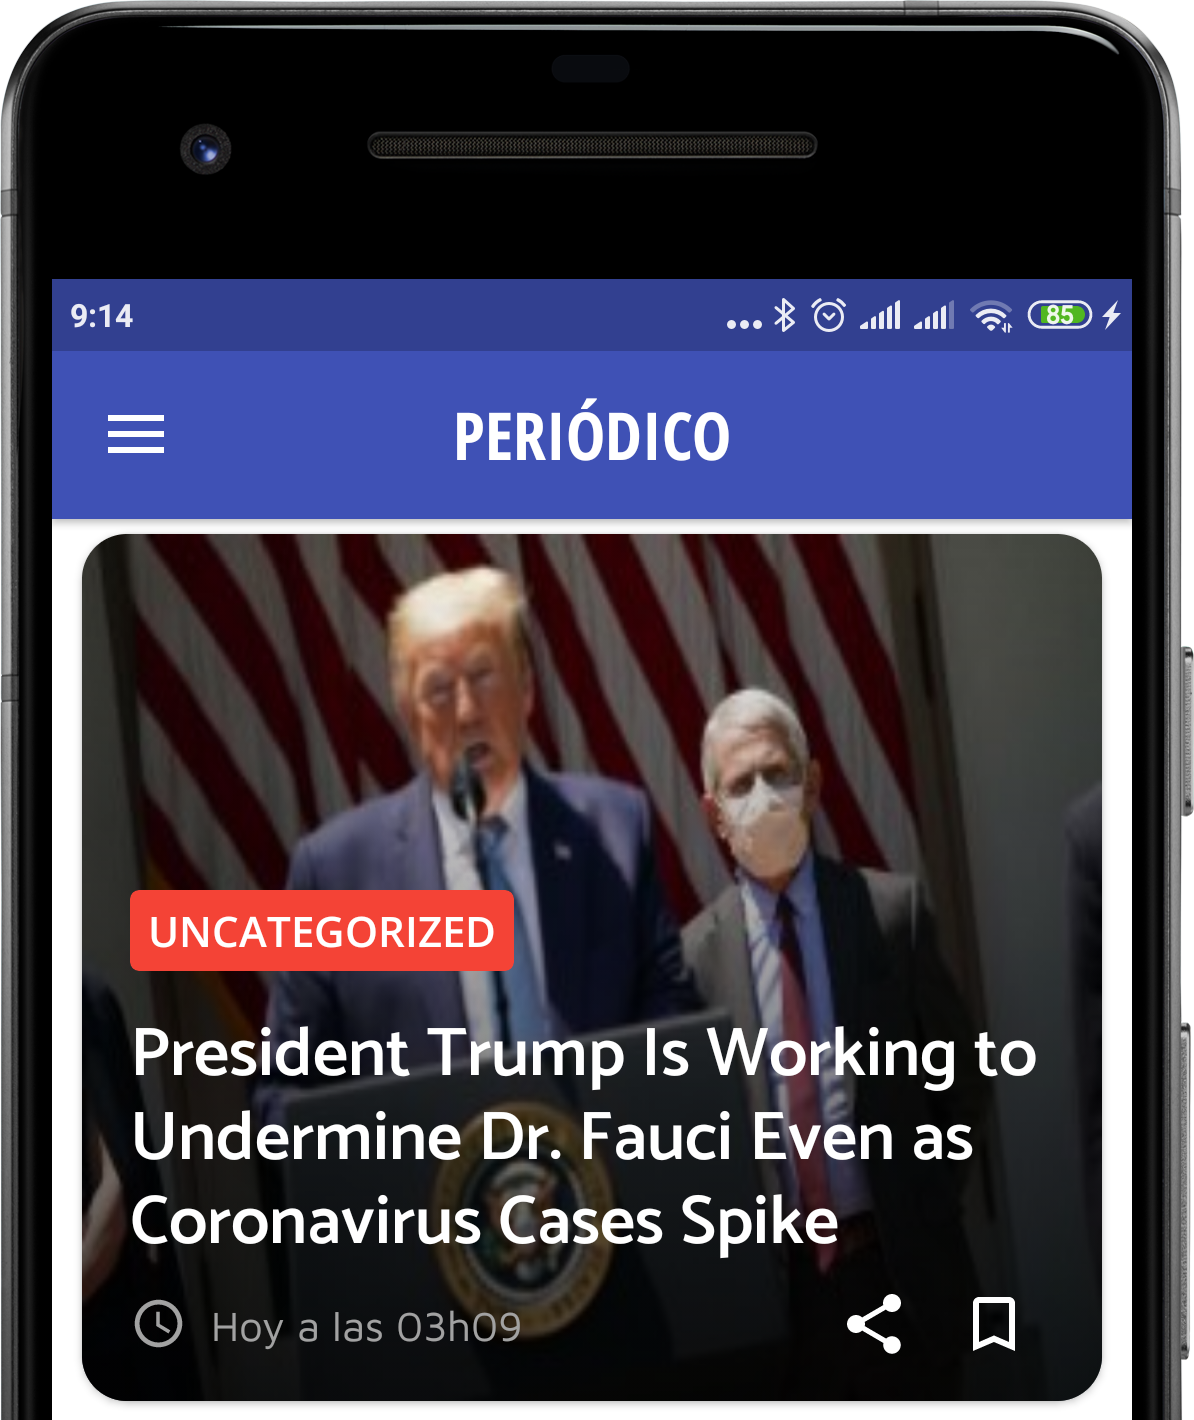 9:14
85
PERIÓDICO
UNCATEGORIZED
President Trump Is Working to
Undermine Dr. Fauci Even as
Coronavirus Cases Spike
Hoy a las 03h09